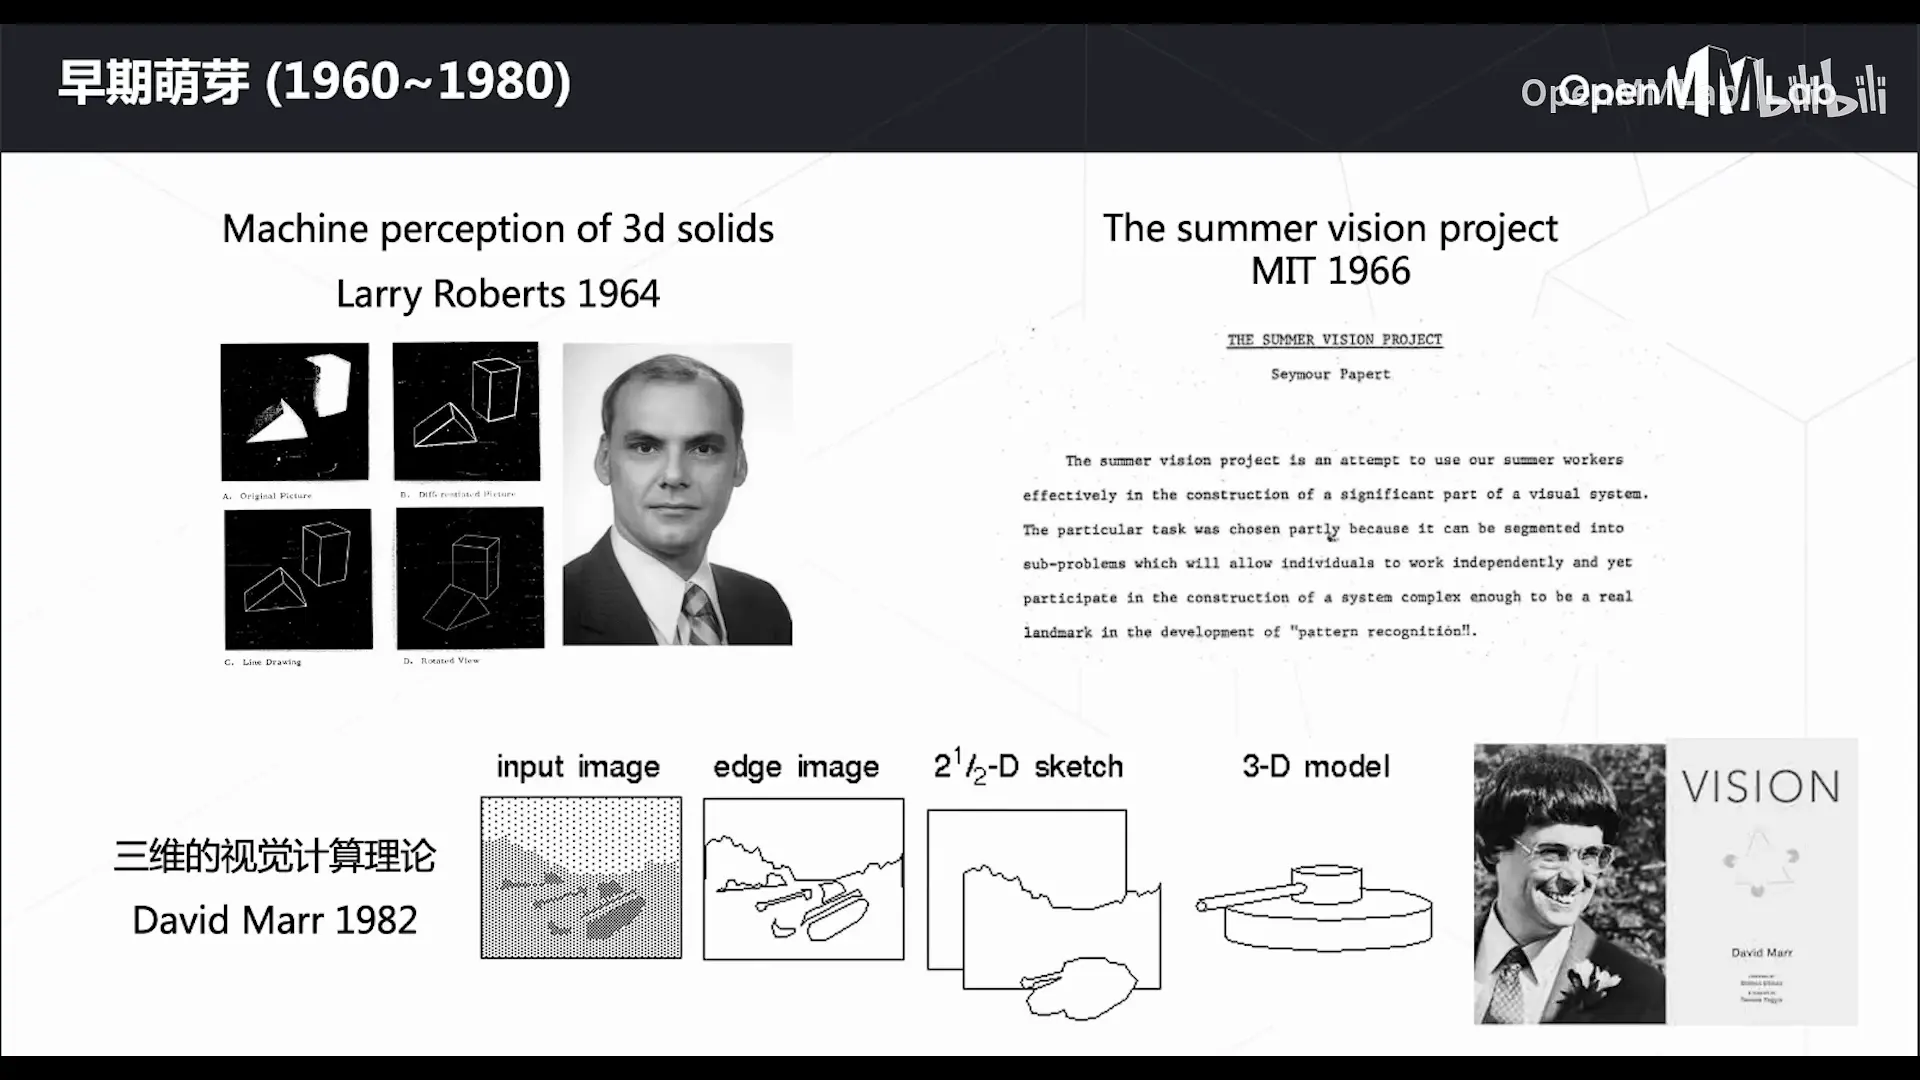 早期萌芽 (1960~1980)
OpenMMLab bilibili
OpenMMLab
Machine perception of 3d solids
Larry Roberts 1964
A. Original Picture
B. Differentiated Picture
C. Line Drawing
D. Rotated View
The summer vision project
MIT 1966
THE SUMMER VISION PROJECT
Seymour Papert
The summer vision project is an attempt to use our summer workers
effectively in the construction of a significant part of a visual system.
The particular task was chosen partly because it can be segmented into
sub-problems which will allow individuals to work independently and yet
participate in the construction of a system complex enough to be a real
landmark in the development of "pattern recognition".
三维的视觉计算理论
David Marr 1982
input image
edge image
2 1/2-D sketch
3-D model
VISION
David Marr